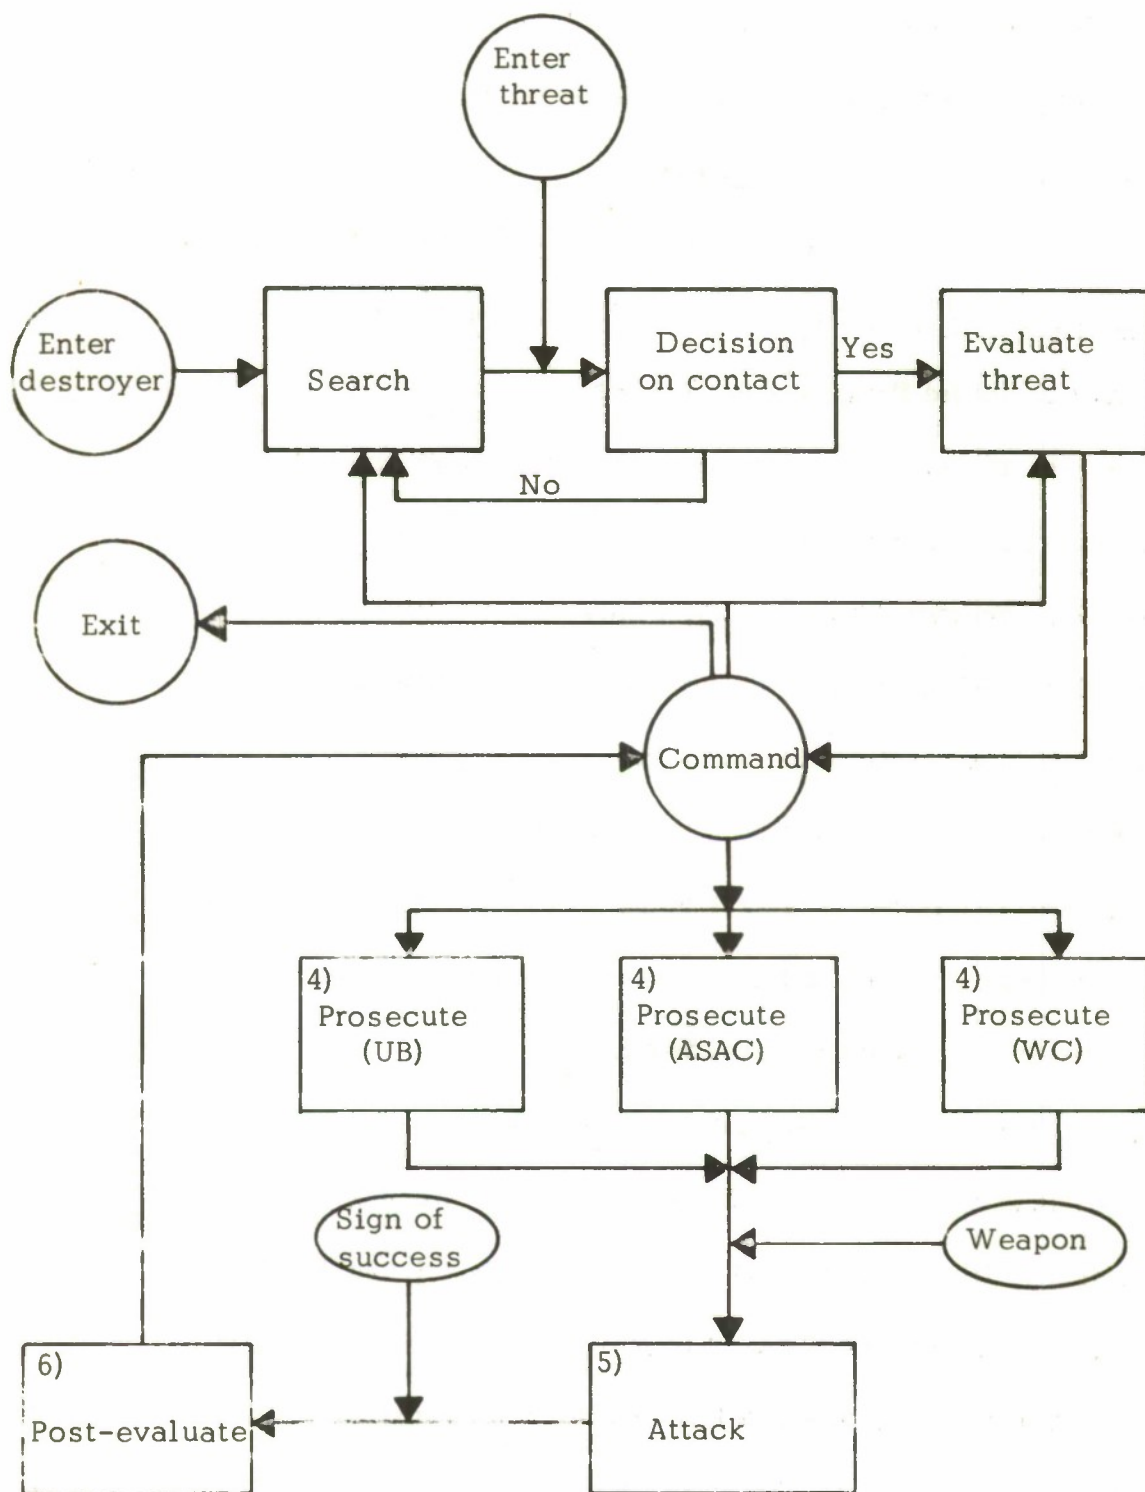 Enter
threat
Enter
destroyer
Search
Decision
on contact
Yes
Evaluate
threat
No
Exit
Command
4)
Prosecute
(UB)
4)
Prosecute
(ASAC)
4)
Prosecute
(WC)
Sign of
success
Weapon
6)
Post-evaluate
5)
Attack